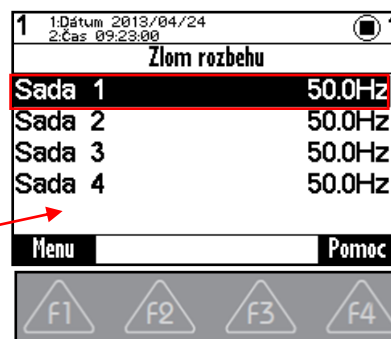 1 1:Dátum 2013/04/24
2:Čas 09:23:00
Zlom rozbehu
Sada 1 50.0Hz
Sada 2 50.0Hz
Sada 3 50.0Hz
Sada 4 50.0Hz
Menu Pomoc
F1 F2 F3 F4